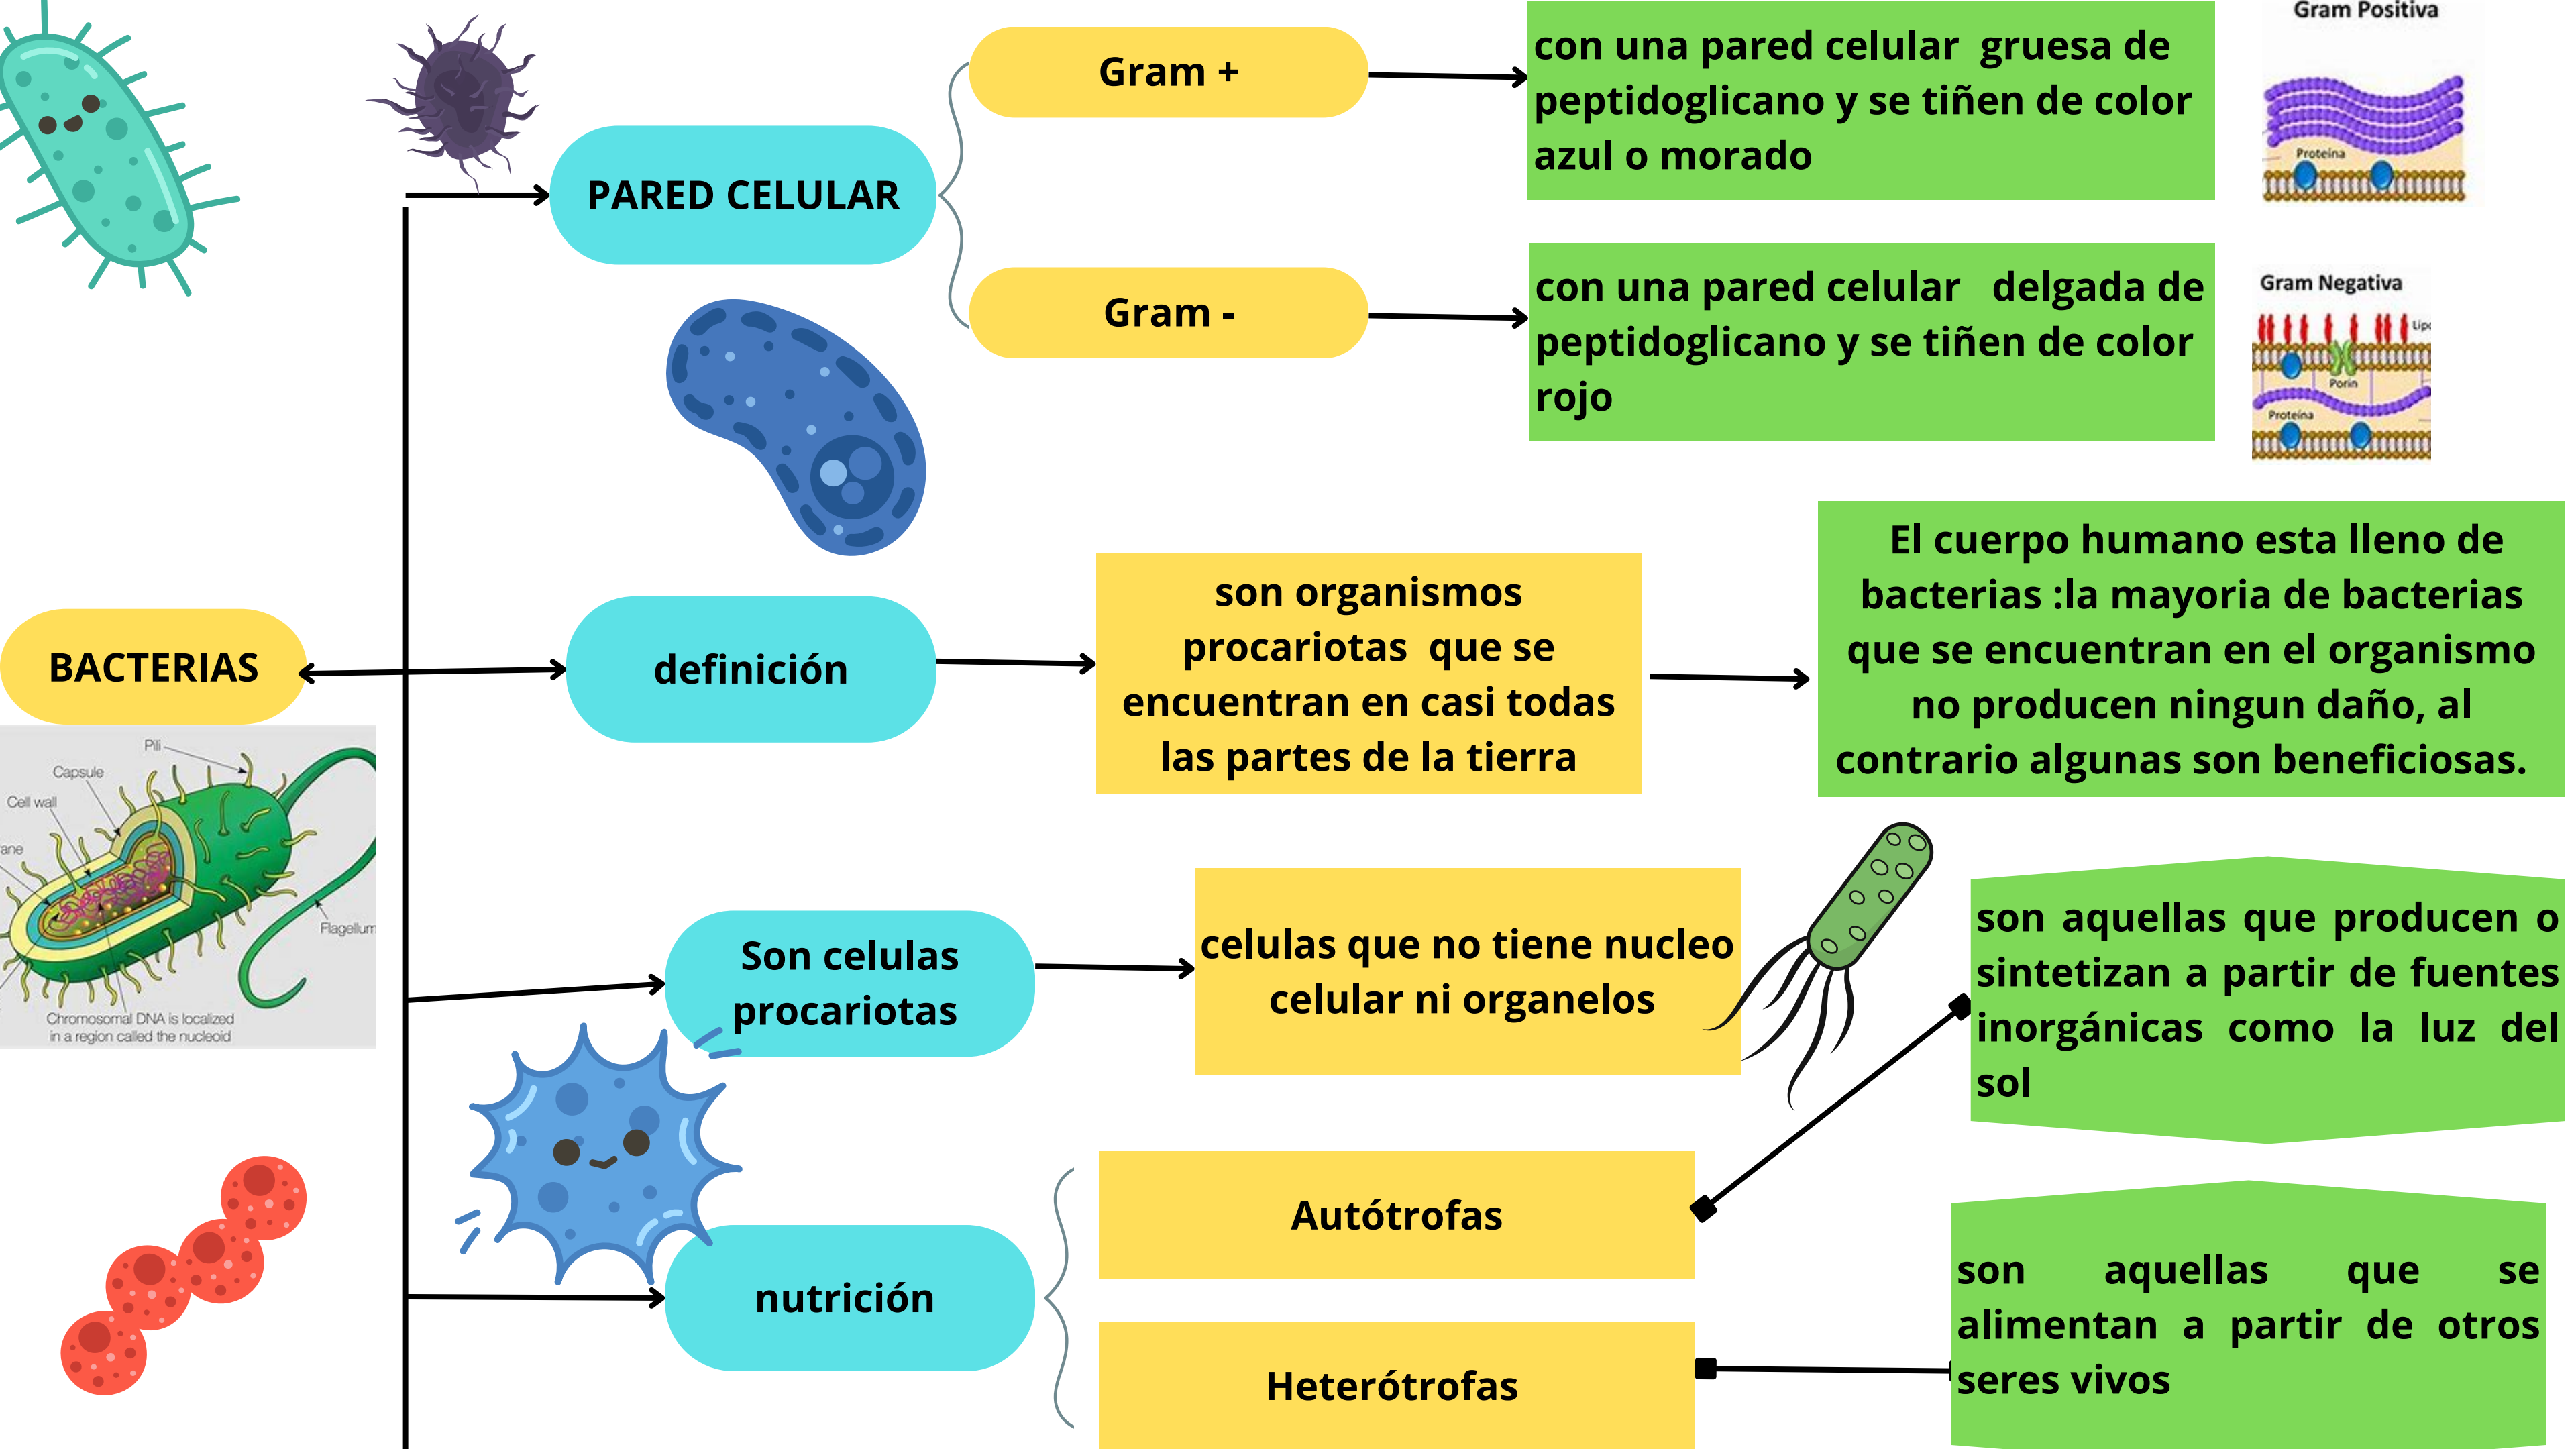 Gram Positiva
Gram +
con una pared celular gruesa de
peptidoglicano y se tiñen de color
azul o morado
Proteína
PARED CELULAR
Gram -
con una pared celular delgada de
peptidoglicano y se tiñen de color
rojo
Gram Negativa
Porin
Proteína
BACTERIAS
definición
son organismos
procariotas que se
encuentran en casi todas
las partes de la tierra
El cuerpo humano esta lleno de
bacterias :la mayoria de bacterias
que se encuentran en el organismo
no producen ningun daño, al
contrario algunas son beneficiosas.
Pili
Capsule
Cell wall
Flagellum
Chromosomal DNA is localized
in a region called the nucleoid
Son celulas
procariotas
celulas que no tiene nucleo
celular ni organelos
son aquellas que producen o
sintetizan a partir de fuentes
inorgánicas como la luz del
sol
nutrición
Autótrofas
Heterótrofas
son aquellas que se
alimentan a partir de otros
seres vivos